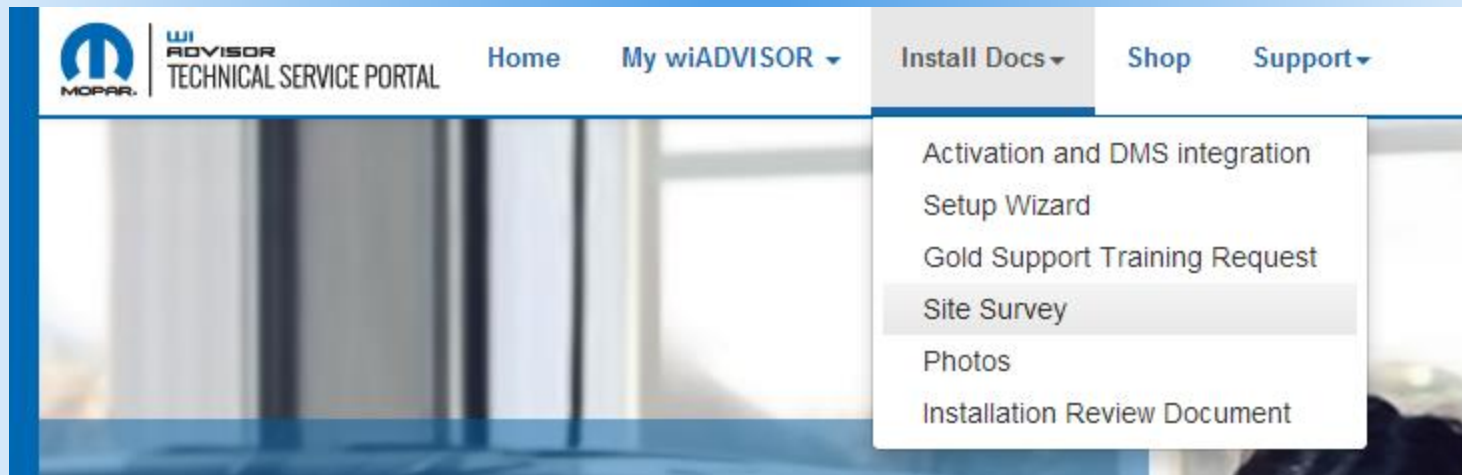 MOPAR.
wi
ADVISOR
TECHNICAL SERVICE PORTAL
Home
My wiADVISOR
Install Docs
Shop
Support
Activation and DMS integration
Setup Wizard
Gold Support Training Request
Site Survey
Photos
Installation Review Document